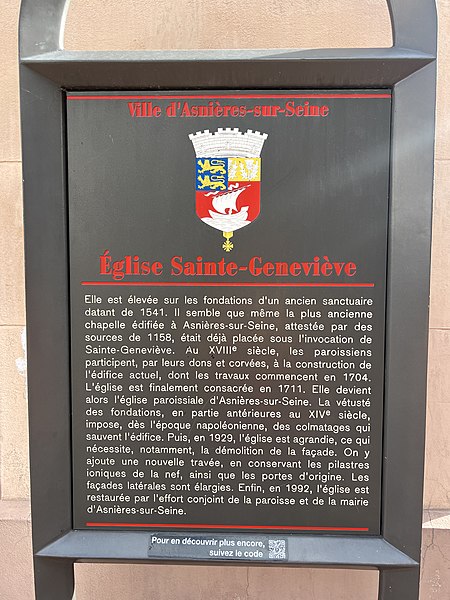 Ville d'Asnières-sur-Seine
Église Sainte-Geneviève
Elle est élevée sur les fondations d'un ancien sanctuaire
datant de 1541. Il semble que même la plus ancienne
chapelle édifiée à Asnières-sur-Seine, attestée par des
sources de 1158, était déjà placée sous l'invocation de
Sainte-Geneviève. Au XVIIIᵉ siècle, les paroissiens
participent, par leurs dons et corvées, à la construction de
l'édifice actuel, dont les travaux commencent en 1704.
L'église est finalement consacrée en 1711. Elle devient
alors l'église paroissiale d'Asnières-sur-Seine. La vétusté
des fondations, en partie antérieures au XIVᵉ siècle,
impose, dès l'époque napoléonienne, des colmatages qui
sauvent l'édifice. Puis, en 1929, l'église est agrandie, ce qui
nécessite, notamment, la démolition de la façade. On y
ajoute une nouvelle travée, en conservant les pilastres
ioniques de la nef, ainsi que les portes d'origine. Les
façades latérales sont élargies. Enfin, en 1992, l'église est
restaurée par l'effort conjoint de la paroisse et de la mairie
d'Asnières-sur-Seine.
Pour en découvrir plus encore,
suivez le code